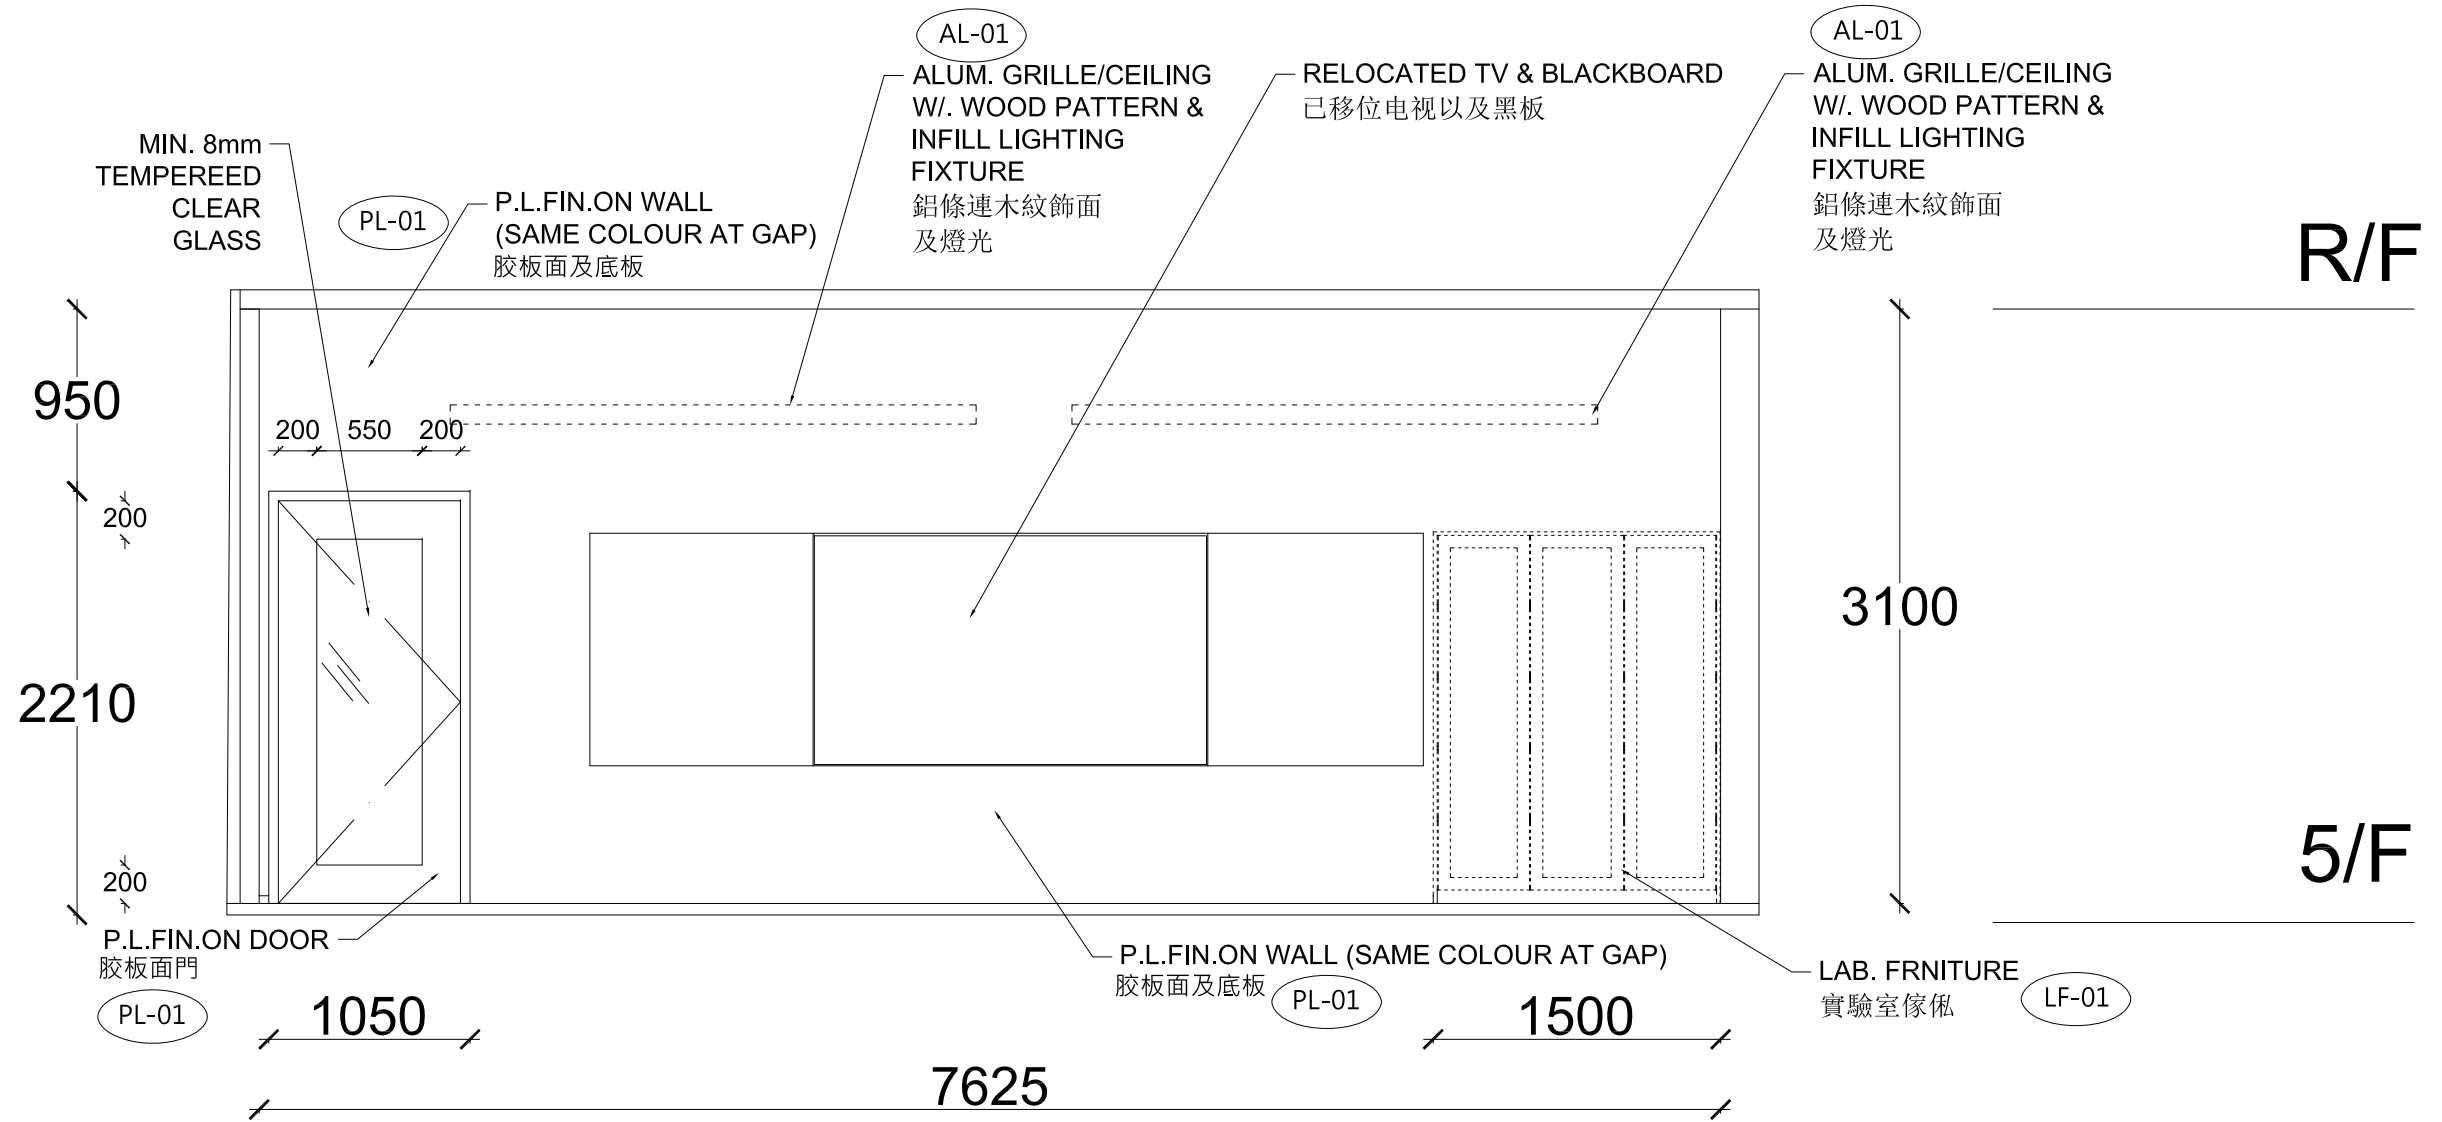 AL-01
ALUM. GRILLE/CEILING
W/. WOOD PATTERN &
INFILL LIGHTING
FIXTURE
鋁條連木紋飾面
及燈光
RELOCATED TV & BLACKBOARD
已移位电视以及黑板
AL-01
ALUM. GRILLE/CEILING
W/. WOOD PATTERN &
INFILL LIGHTING
FIXTURE
鋁條連木紋飾面
及燈光
MIN. 8mm
TEMPEREED
CLEAR
GLASS
PL-01
P.L.FIN.ON WALL
(SAME COLOUR AT GAP)
胶板面及底板
R/F
950
200
550
200
200
3100
2210
200
5/F
P.L.FIN.ON DOOR
胶板面門
PL-01
P.L.FIN.ON WALL (SAME COLOUR AT GAP)
胶板面及底板
PL-01
LAB. FRNITURE
實驗室傢俬
LF-01
1050
1500
7625